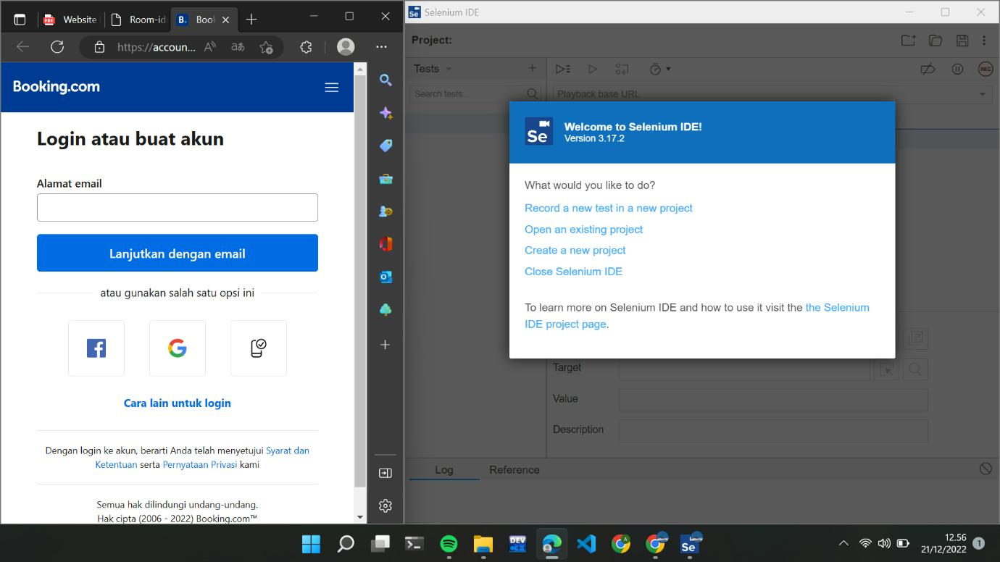 Website
Room-id
Book
https://accoun...
Booking.com
Login atau buat akun
Alamat email
Lanjutkan dengan email
atau gunakan salah satu opsi ini
Cara lain untuk login
Dengan login ke akun, berarti Anda telah menyetujui Syarat dan
Ketentuan serta Pernyataan Privasi kami
Semua hak dilindungi undang-undang.
Hak cipta (2006 - 2022) Booking.com™
Selenium IDE
Project:
Tests
Search tests...
Playback base URL
REC
Se
Welcome to Selenium IDE!
Version 3.17.2
What would you like to do?
Record a new test in a new project
Open an existing project
Create a new project
Close Selenium IDE
To learn more on Selenium IDE and how to use it visit the the Selenium
IDE project page.
Target
Value
Description
Log
Reference
DEV
C++
Se
12.56
21/12/2022
1